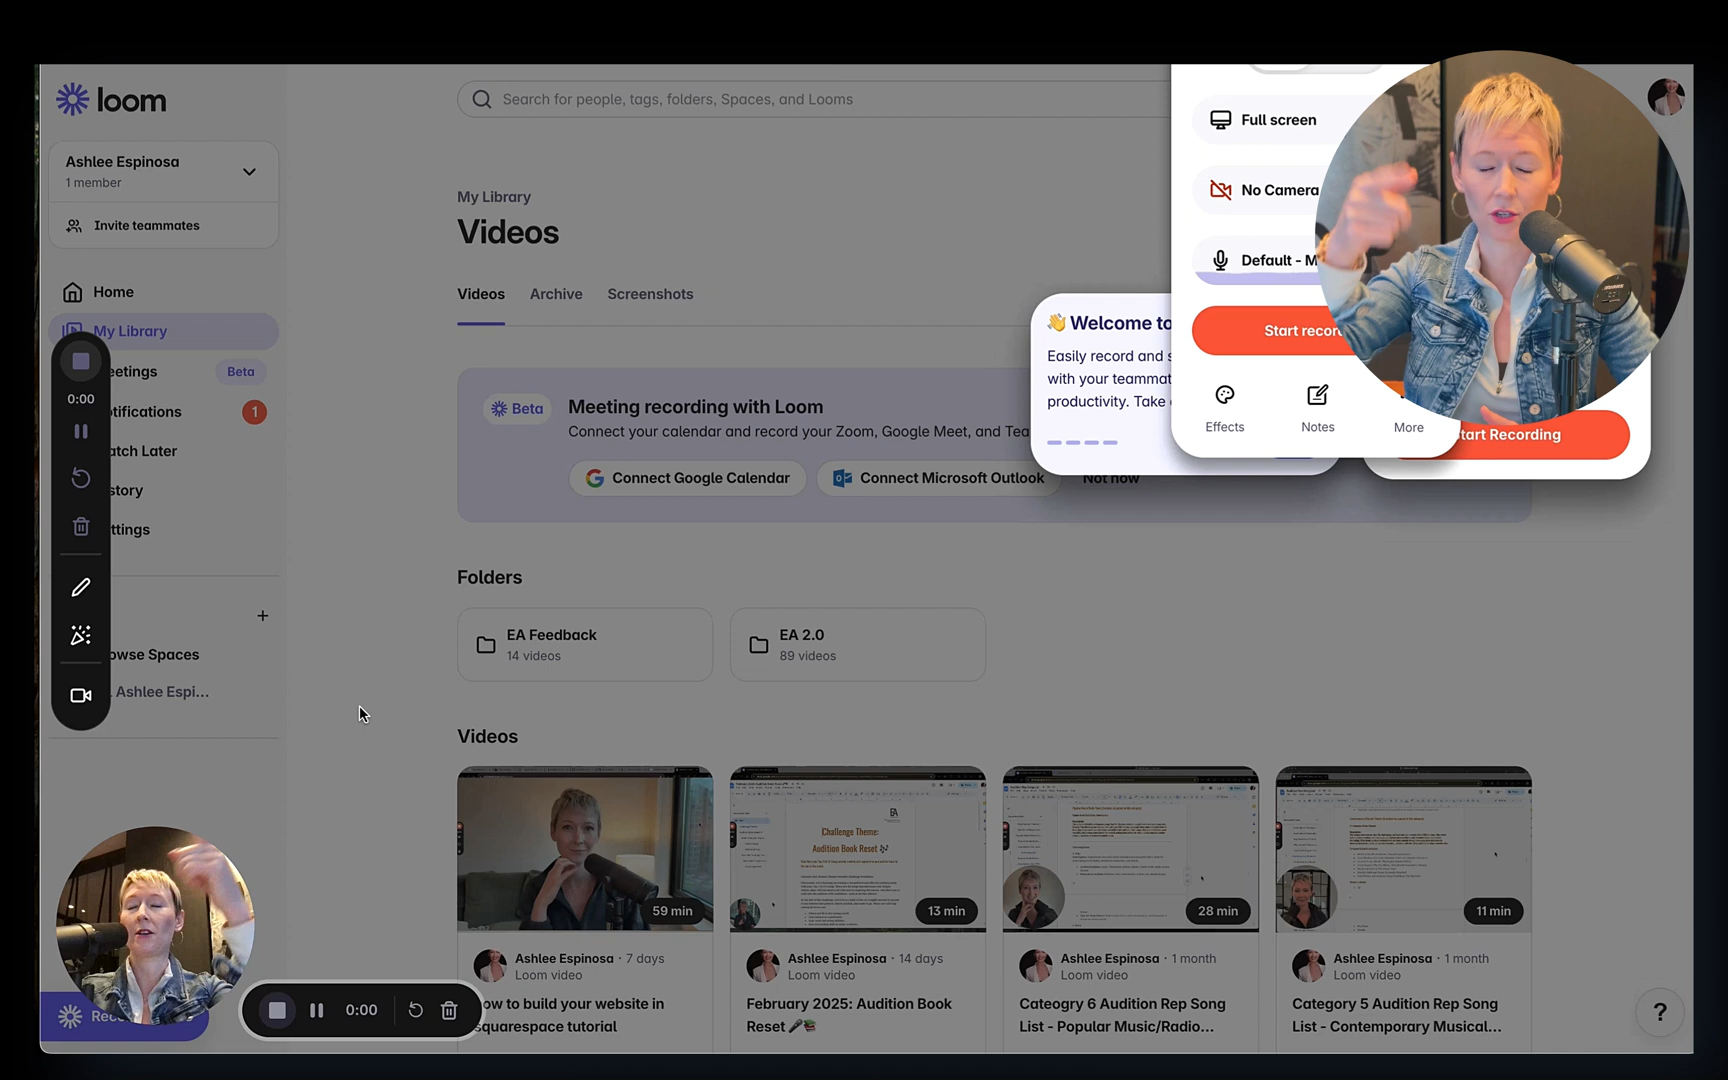 loom
Search for people, tags, folders, Spaces, and Looms
Ashlee Espinosa
1 member
Invite teammates
Home
My Library
eetings
Beta
tifications
1
atch Later
story
ttings
+
owse Spaces
Ashlee Espi...
0:00
My Library
Videos
Videos
Archive
Screenshots
Beta
Meeting recording with Loom
Connect your calendar and record your Zoom, Google Meet, and Tea
Connect Google Calendar
Connect Microsoft Outlook
Not now
👋 Welcome to
Easily record and s
with your teammat
productivity. Take
Full screen
No Camera
Default - M
Start recor
Effects
Notes
More
tart Recording
Folders
EA Feedback
14 videos
EA 2.0
89 videos
Videos
Challenge Theme:
Audition Book Reset
59 min
13 min
28 min
11 min
Ashlee Espinosa · 7 days
Loom video
ow to build your website in
squarespace tutorial
Ashlee Espinosa · 14 days
Loom video
February 2025: Audition Book
Reset 🎤📚
Ashlee Espinosa · 1 month
Loom video
Cateogry 6 Audition Rep Song
List - Popular Music/Radio...
Ashlee Espinosa · 1 month
Loom video
Category 5 Audition Rep Song
List - Contemporary Musical...
Rec
0:00
?